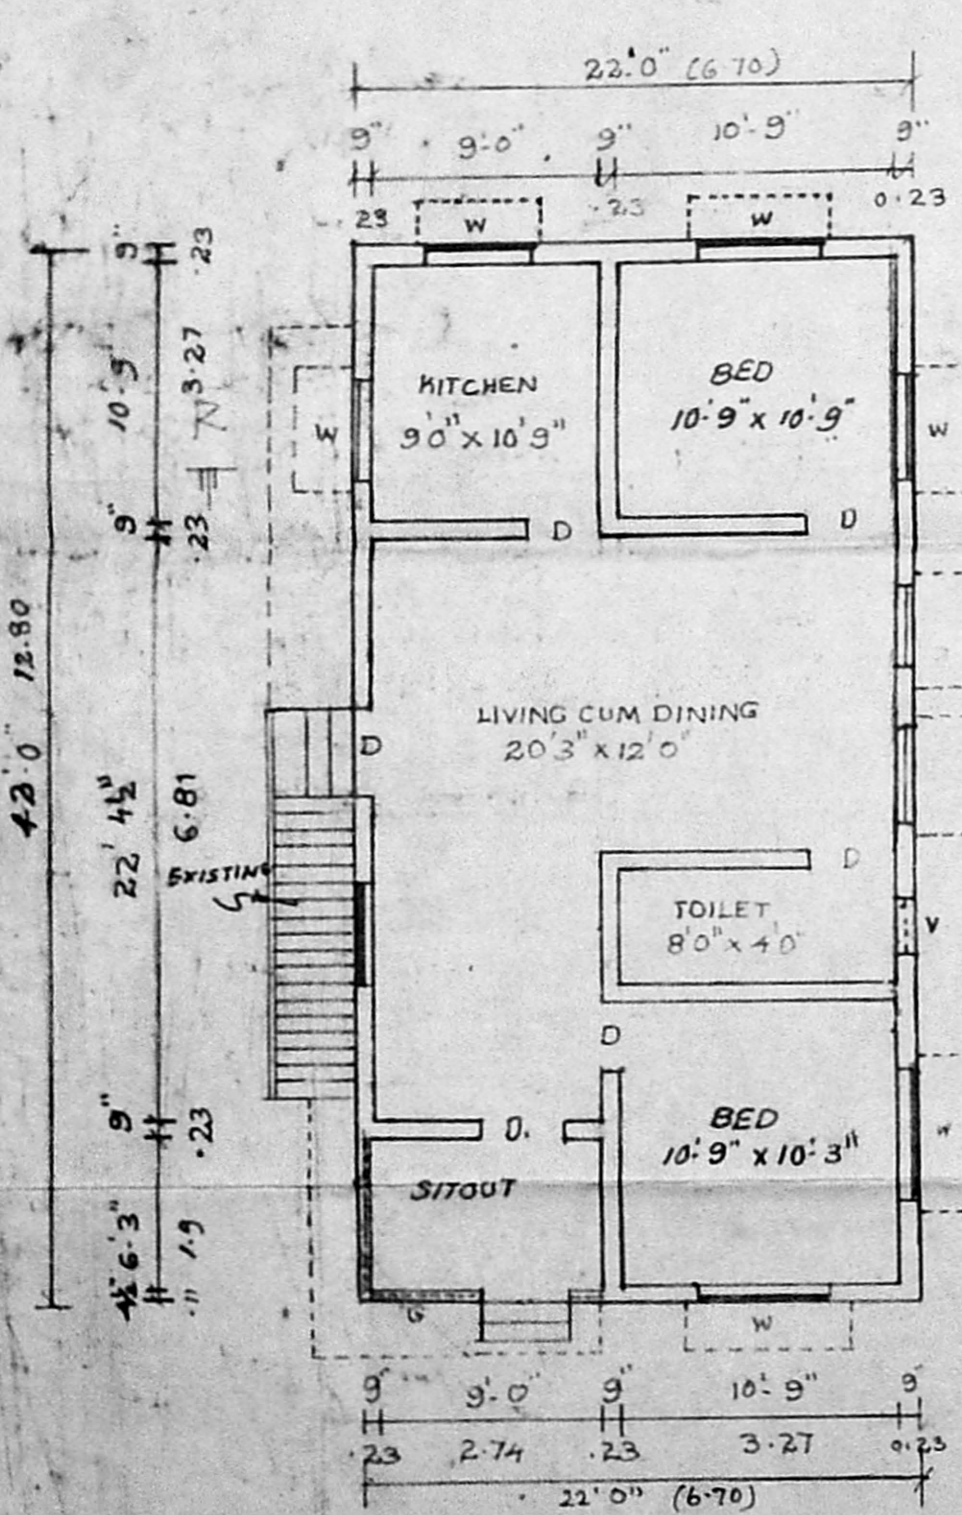 22'0" (6.70)
9" 9'-0" 9" 10'-9" 9"
.23 .23 0.23
W W
9" .23
10'-9" 3.27
N
9" .23
KITCHEN
9'0" X 10'9"
BED
10'-9" X 10'-9"
W W
D D
42'-0" 12.80
LIVING CUM DINING
20'3" X 12'0"
D
22' 4½" 6.81
EXISTING
D
TOILET
8'0" X 4'0"
V
D
9" .23
D.
BED
10'-9" X 10'-3"
W
SITOUT
6'-3" 1.9
4½" .11
G
W
9" 9'-0" 9" 10'-9" 9"
.23 2.74 .23 3.27 0.23
22'0" (6.70)